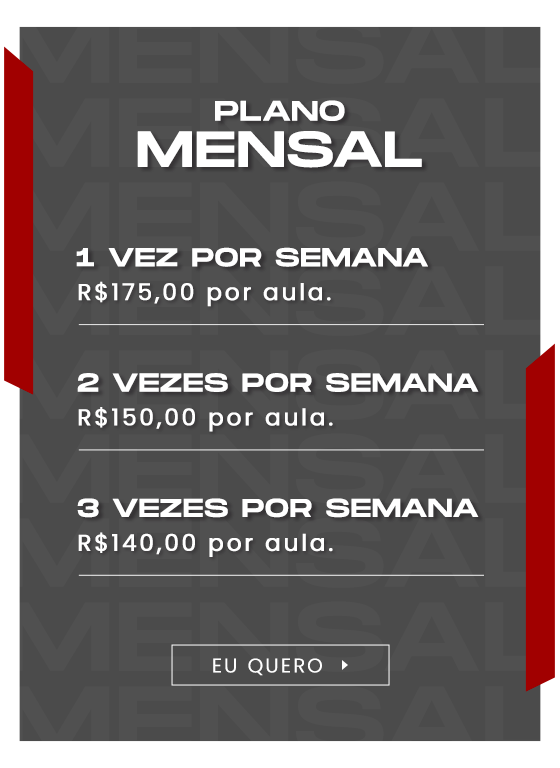 PLANO
MENSAL
1 VEZ POR SEMANA
R$175,00 por aula.
2 VEZES POR SEMANA
R$150,00 por aula.
3 VEZES POR SEMANA
R$140,00 por aula.
EU QUERO